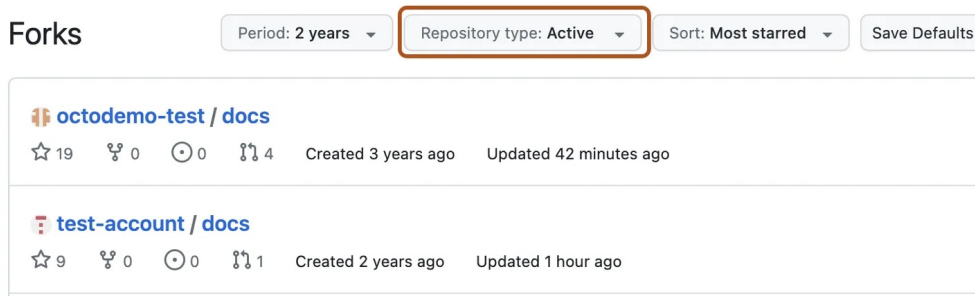 Forks Period: 2 years Repository type: Active Sort: Most starred Save Defaults
octodemo-test / docs
19 0 0 4 Created 3 years ago Updated 42 minutes ago
test-account / docs
9 0 0 1 Created 2 years ago Updated 1 hour ago